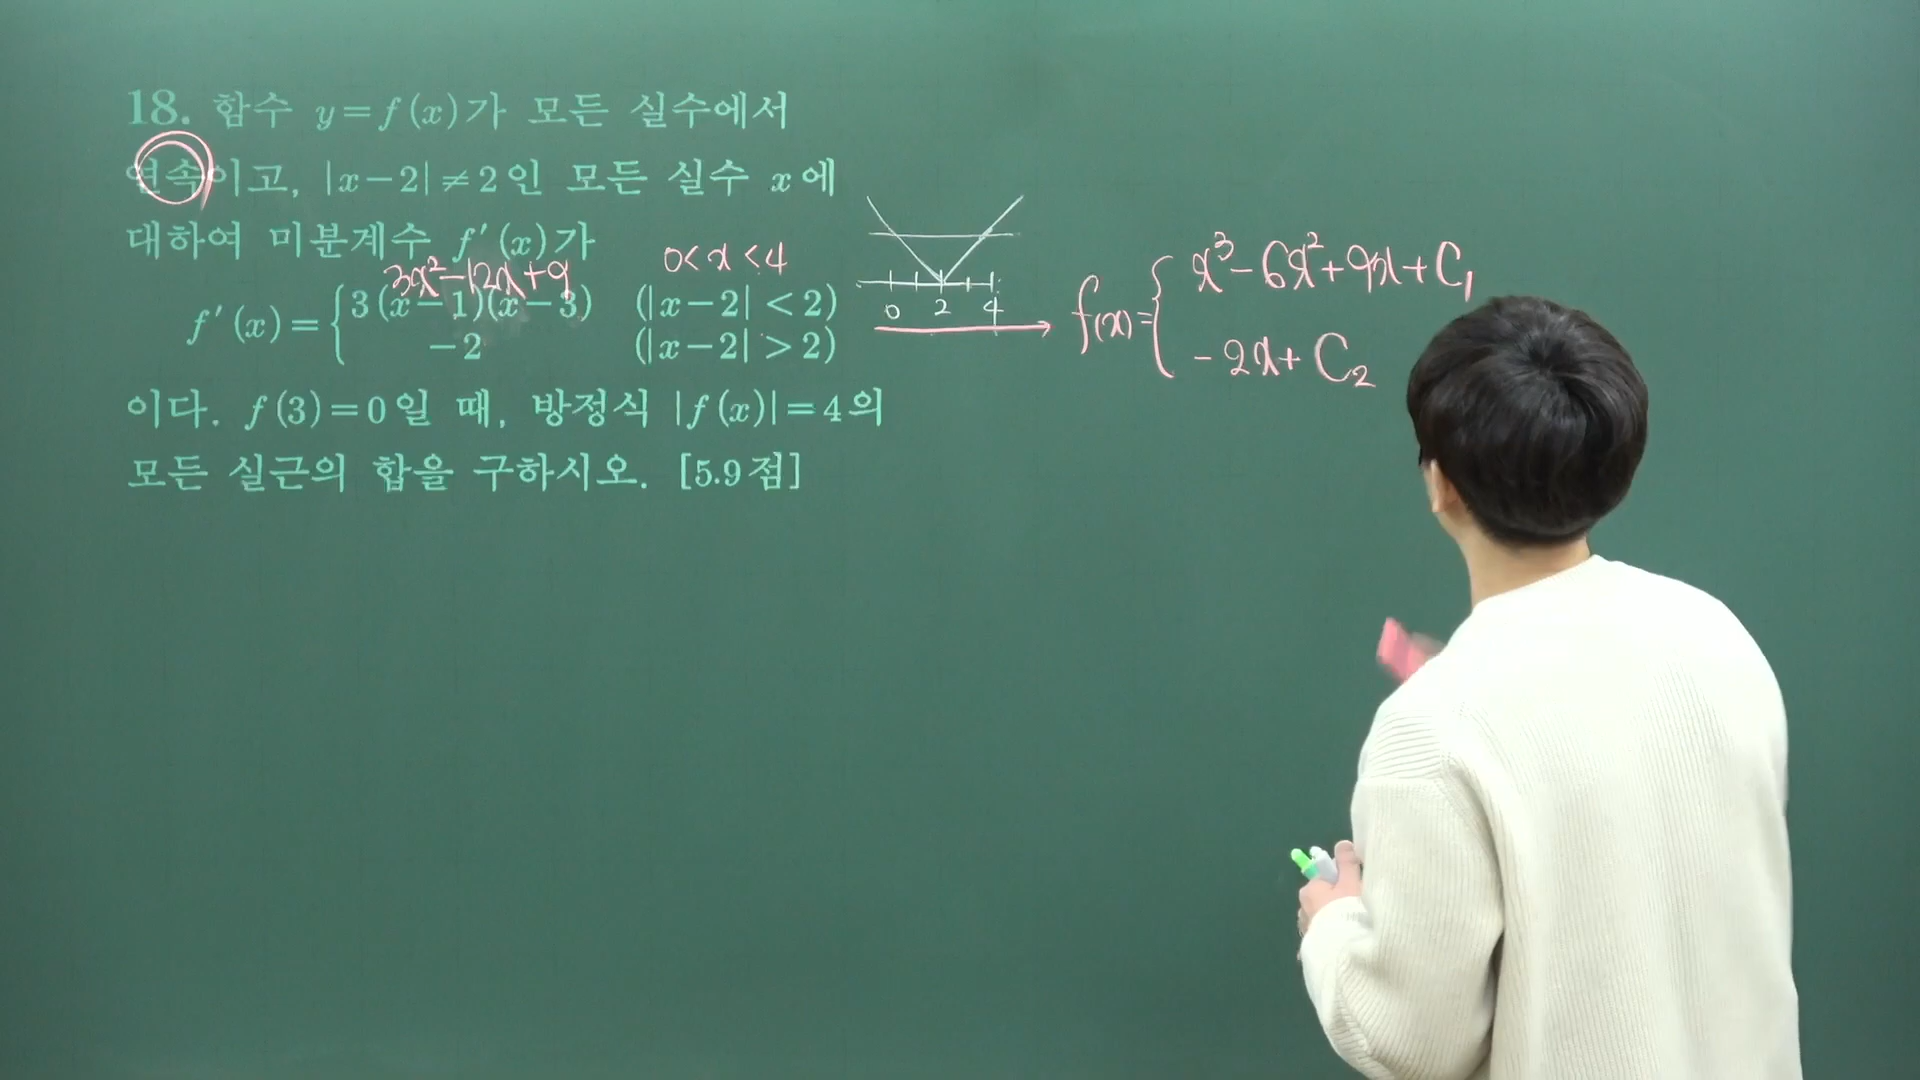 18. 함수 y=f(x)가 모든 실수에서
연속이고, |x-2|≠2인 모든 실수 x에
대하여 미분계수 f'(x)가
3x²-12x+9 0<x<4
f'(x)={3(x-1)(x-3) (|x-2|<2)
-2 (|x-2|>2)
이다. f(3)=0일 때, 방정식 |f(x)|=4의
모든 실근의 합을 구하시오. [5.9점]
0 2 4
f(x)={x³-6x²+9x+C₁
-2x+C₂